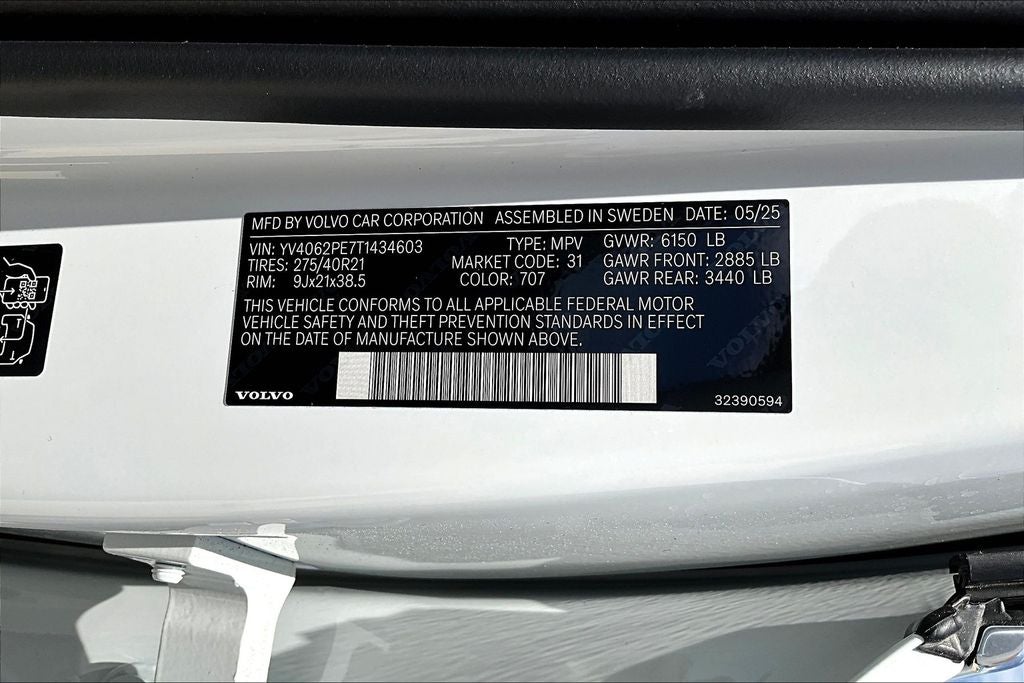 MFD BY VOLVO CAR CORPORATION ASSEMBLED IN SWEDEN DATE: 05/25
VIN: YV4062PE7T1434603 TYPE: MPV GVWR: 6150 LB
TIRES: 275/40R21 MARKET CODE: 31 GAWR FRONT: 2885 LB
RIM: 9Jx21x38.5 COLOR: 707 GAWR REAR: 3440 LB
THIS VEHICLE CONFORMS TO ALL APPLICABLE FEDERAL MOTOR
VEHICLE SAFETY AND THEFT PREVENTION STANDARDS IN EFFECT
ON THE DATE OF MANUFACTURE SHOWN ABOVE.
VOLVO 32390594